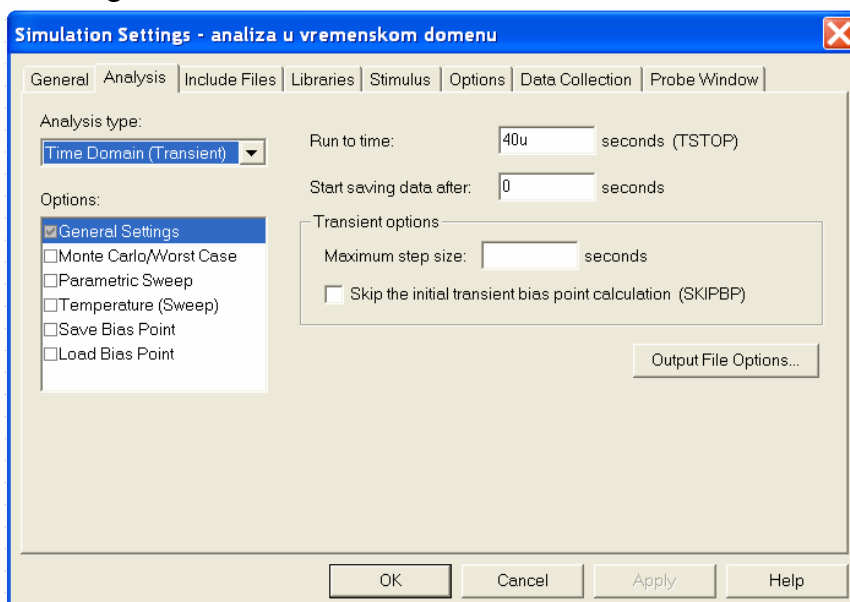 Simulation Settings - analiza u vremenskom domenu
General Analysis Include Files Libraries Stimulus Options Data Collection Probe Window
Analysis type:
Time Domain (Transient)
Options:
General Settings
Monte Carlo/Worst Case
Parametric Sweep
Temperature (Sweep)
Save Bias Point
Load Bias Point
Run to time: 40u seconds (TSTOP)
Start saving data after: 0 seconds
Transient options
Maximum step size: seconds
Skip the initial transient bias point calculation (SKIPBP)
Output File Options...
OK Cancel Apply Help